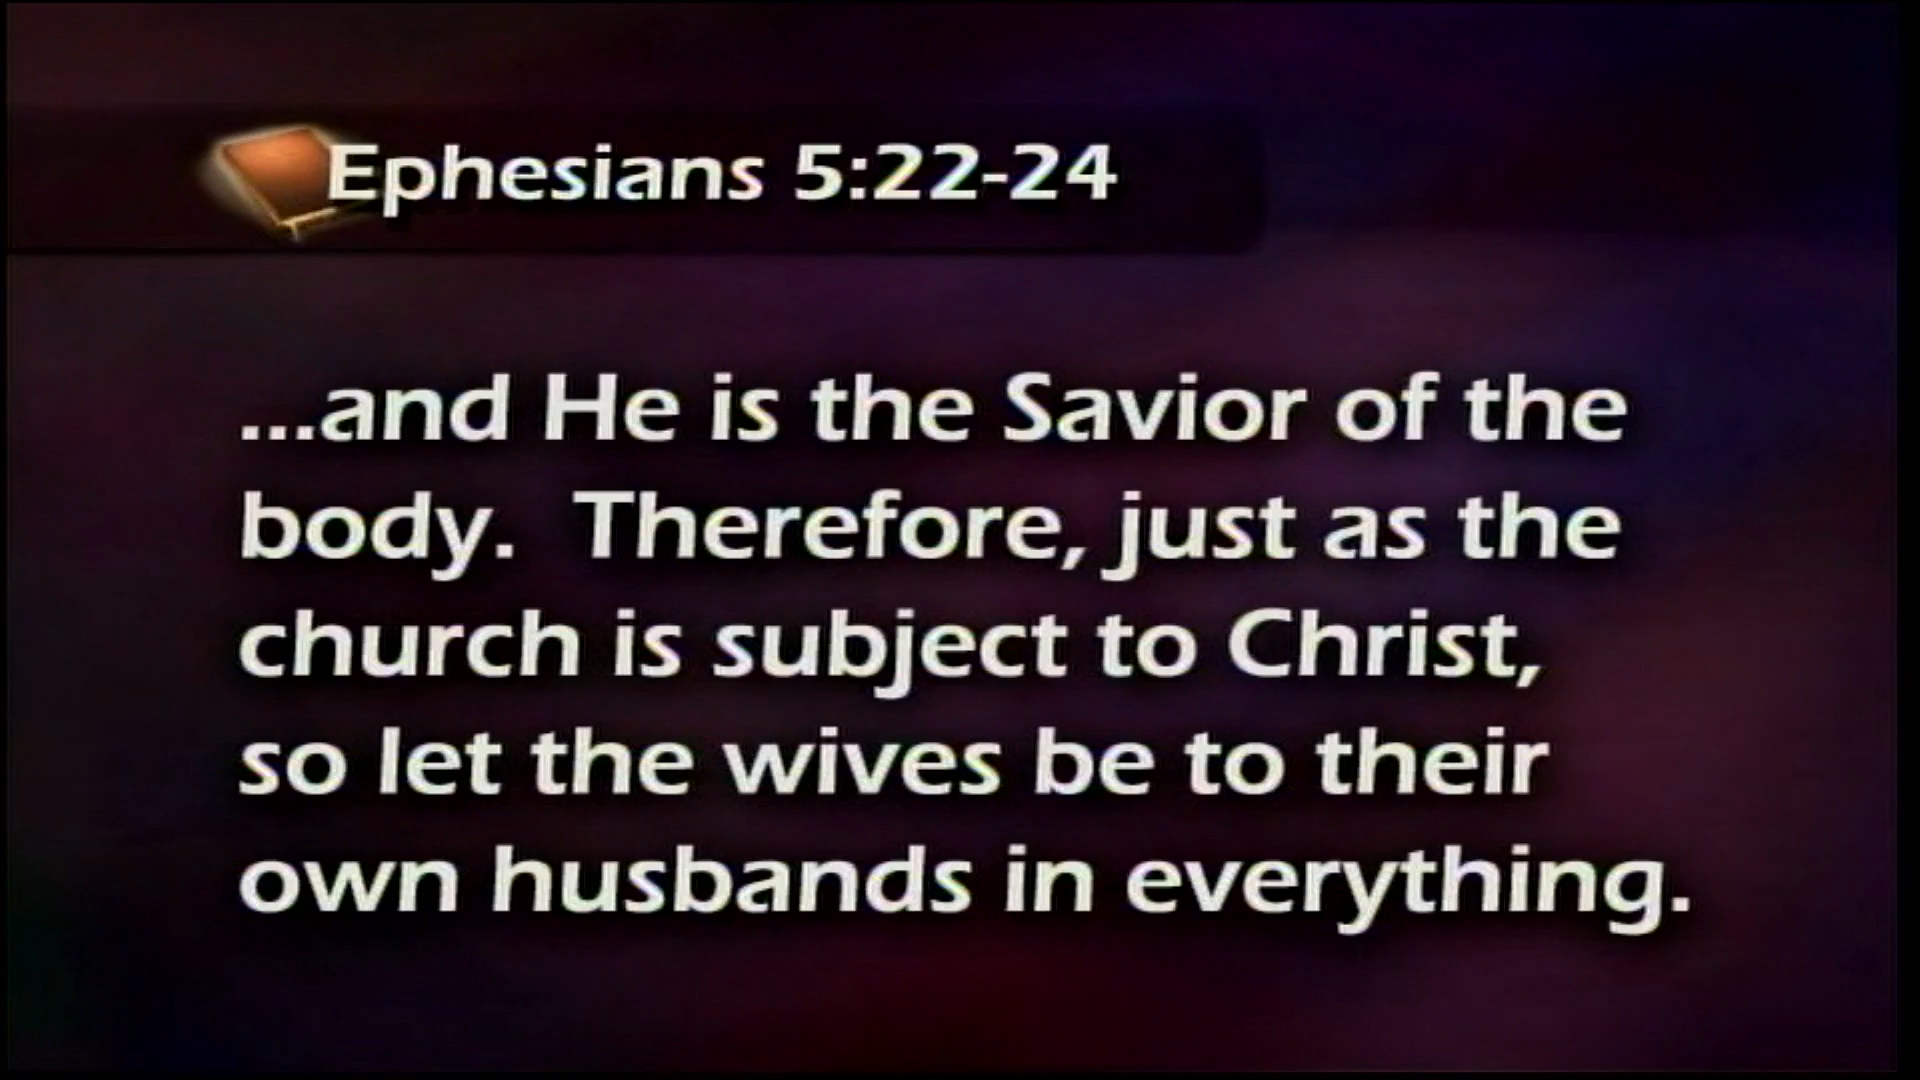 Ephesians 5:22-24
...and He is the Savior of the
body.  Therefore, just as the
church is subject to Christ,
so let the wives be to their
own husbands in everything.